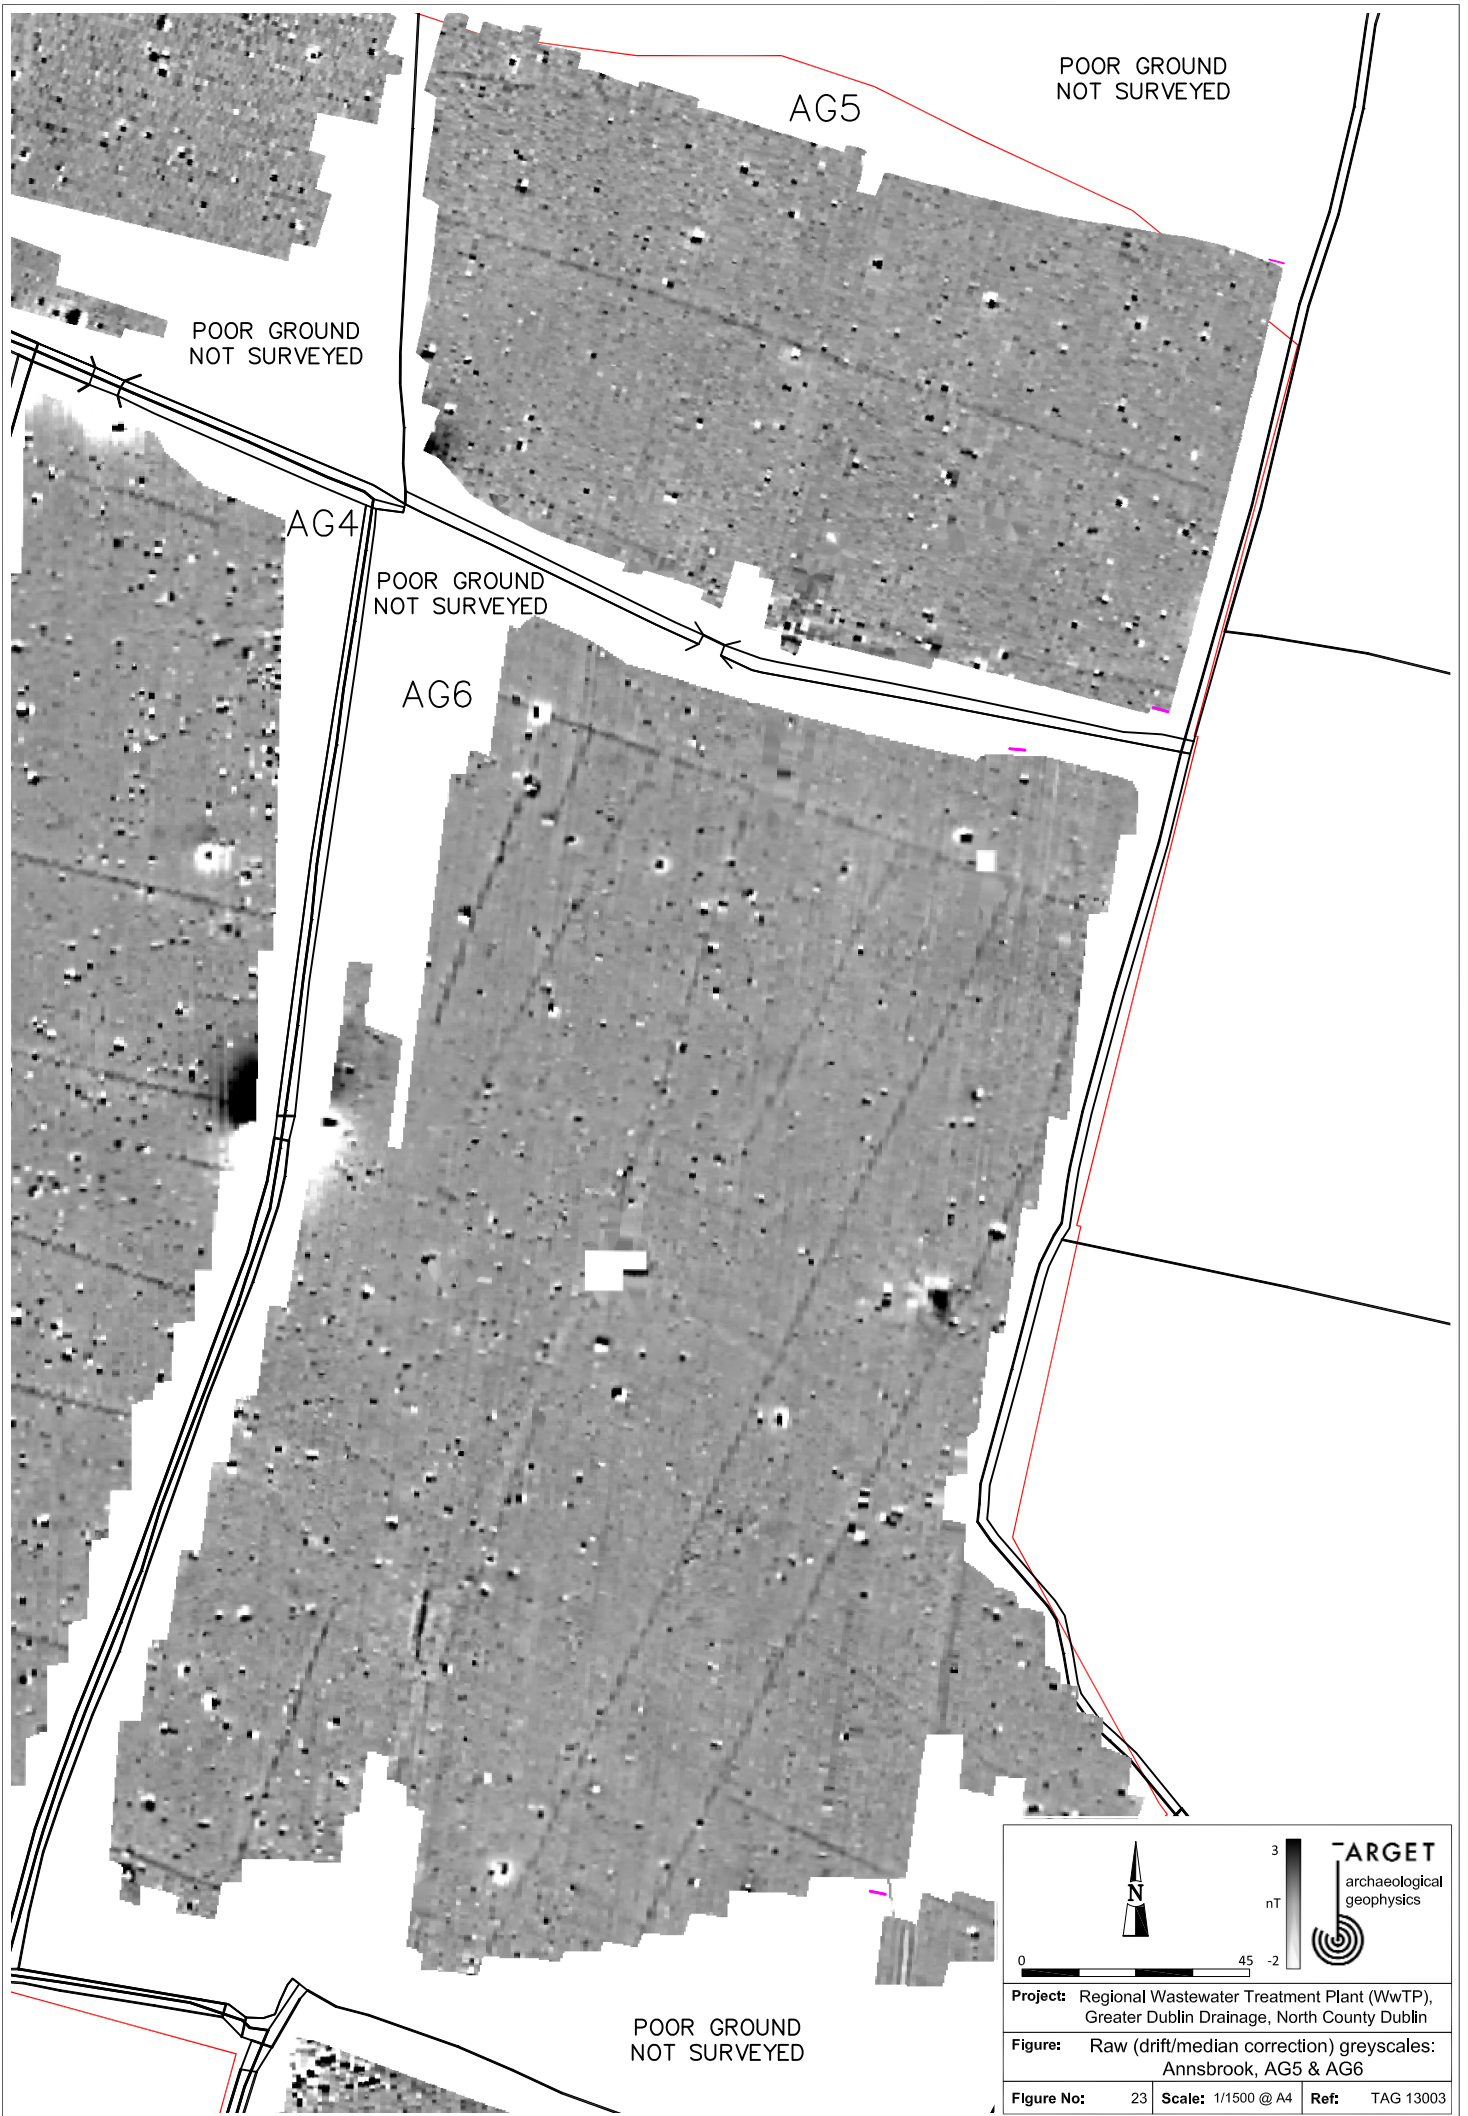 POOR GROUND
NOT SURVEYED
AG5
POOR GROUND
NOT SURVEYED
AG4
POOR GROUND
NOT SURVEYED
AG6
POOR GROUND
NOT SURVEYED
N
0 45
3
nT
-2
TARGET
archaeological
geophysics
Project: Regional Wastewater Treatment Plant (WwTP),
Greater Dublin Drainage, North County Dublin
Figure: Raw (drift/median correction) greyscales:
Annsbrook, AG5 & AG6
Figure No: 23 Scale: 1/1500 @ A4 Ref: TAG 13003